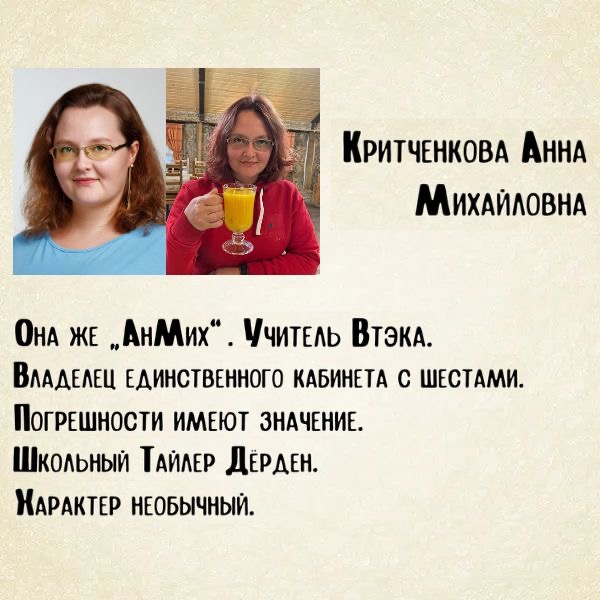 Критченкова Анна
Михайловна
Она же „АнМих“. Учитель Втэка.
Владелец единственного кабинета с шестами.
Погрешности имеют значение.
Школьный Тайлер Дёрден.
Характер необычный.